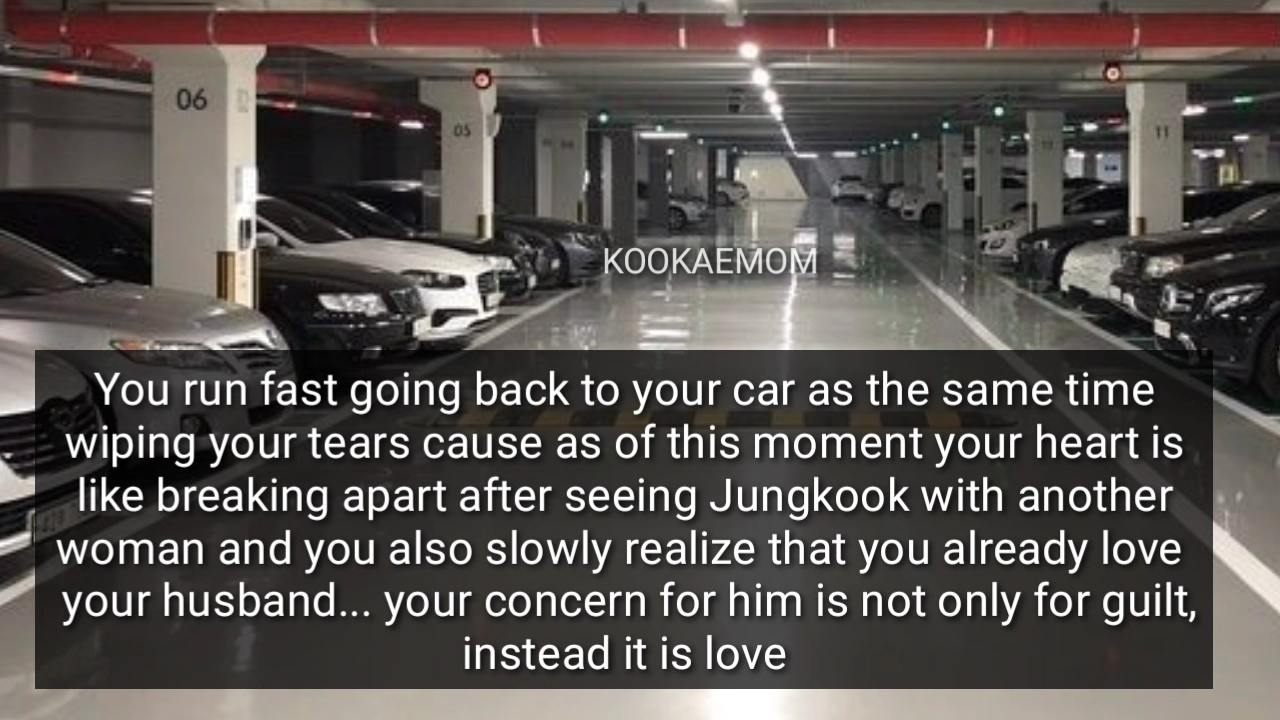 06
05
11
KOOKAEMOM
You run fast going back to your car as the same time
wiping your tears cause as of this moment your heart is
like breaking apart after seeing Jungkook with another
woman and you also slowly realize that you already love
your husband... your concern for him is not only for guilt,
instead it is love